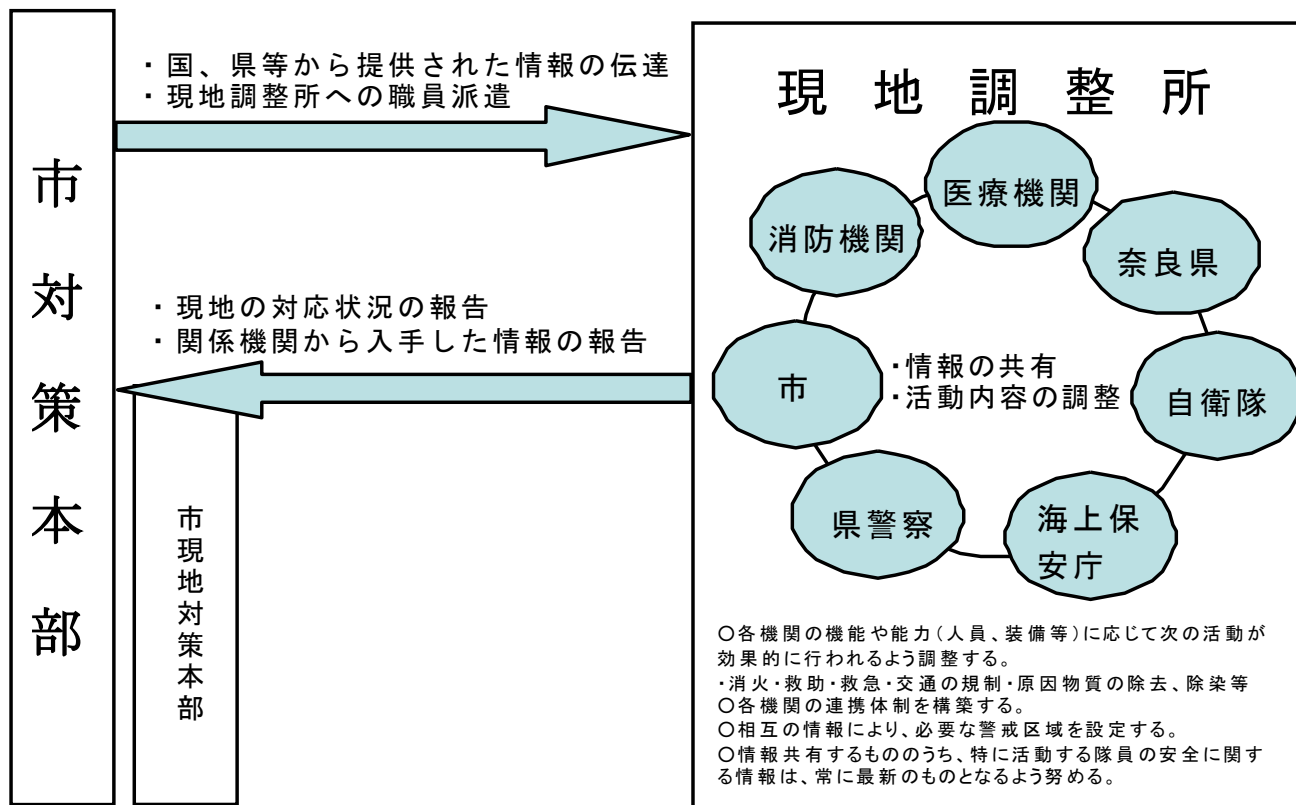 市対策本部
・国、県等から提供された情報の伝達
・現地調整所への職員派遣
・現地の対応状況の報告
・関係機関から入手した情報の報告
市現地対策本部
現地調整所
医療機関
消防機関
奈良県
市
・情報の共有
・活動内容の調整
自衛隊
県警察
海上保
安庁
〇各機関の機能や能力(人員、装備等)に応じて次の活動が
効果的に行われるよう調整する。
・消火・救助・救急・交通の規制・原因物質の除去、除染等
〇各機関の連携体制を構築する。
〇相互の情報により、必要な警戒区域を設定する。
〇情報共有するもののうち、特に活動する隊員の安全に関す
る情報は、常に最新のものとなるよう努める。